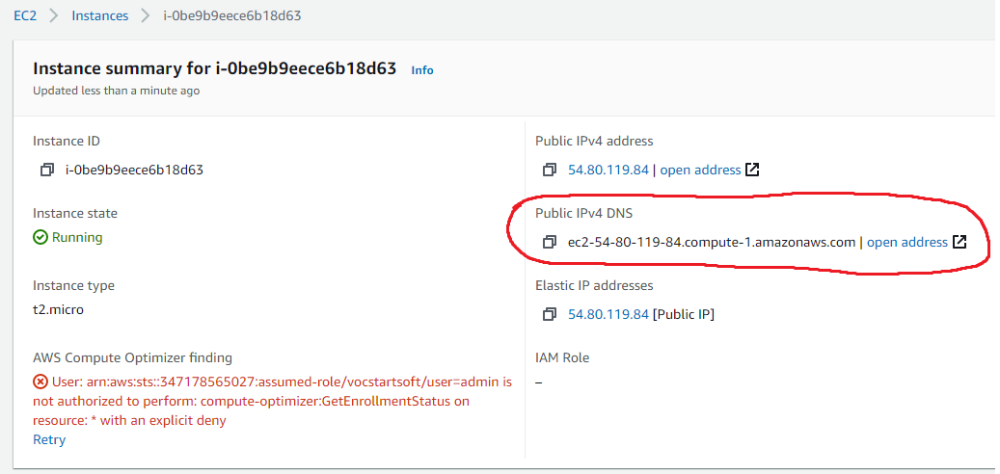 EC2 > Instances > i-0be9b9eece6b18d63
Instance summary for i-0be9b9eece6b18d63 Info
Updated less than a minute ago
Instance ID
i-0be9b9eece6b18d63
Public IPv4 address
54.80.119.84 | open address
Instance state
Running
Public IPv4 DNS
ec2-54-80-119-84.compute-1.amazonaws.com | open address
Instance type
t2.micro
Elastic IP addresses
54.80.119.84 [Public IP]
AWS Compute Optimizer finding
User: arn:aws:sts::347178565027:assumed-role/vocstartsoft/user=admin is
not authorized to perform: compute-optimizer:GetEnrollmentStatus on
resource: * with an explicit deny
Retry
IAM Role
–